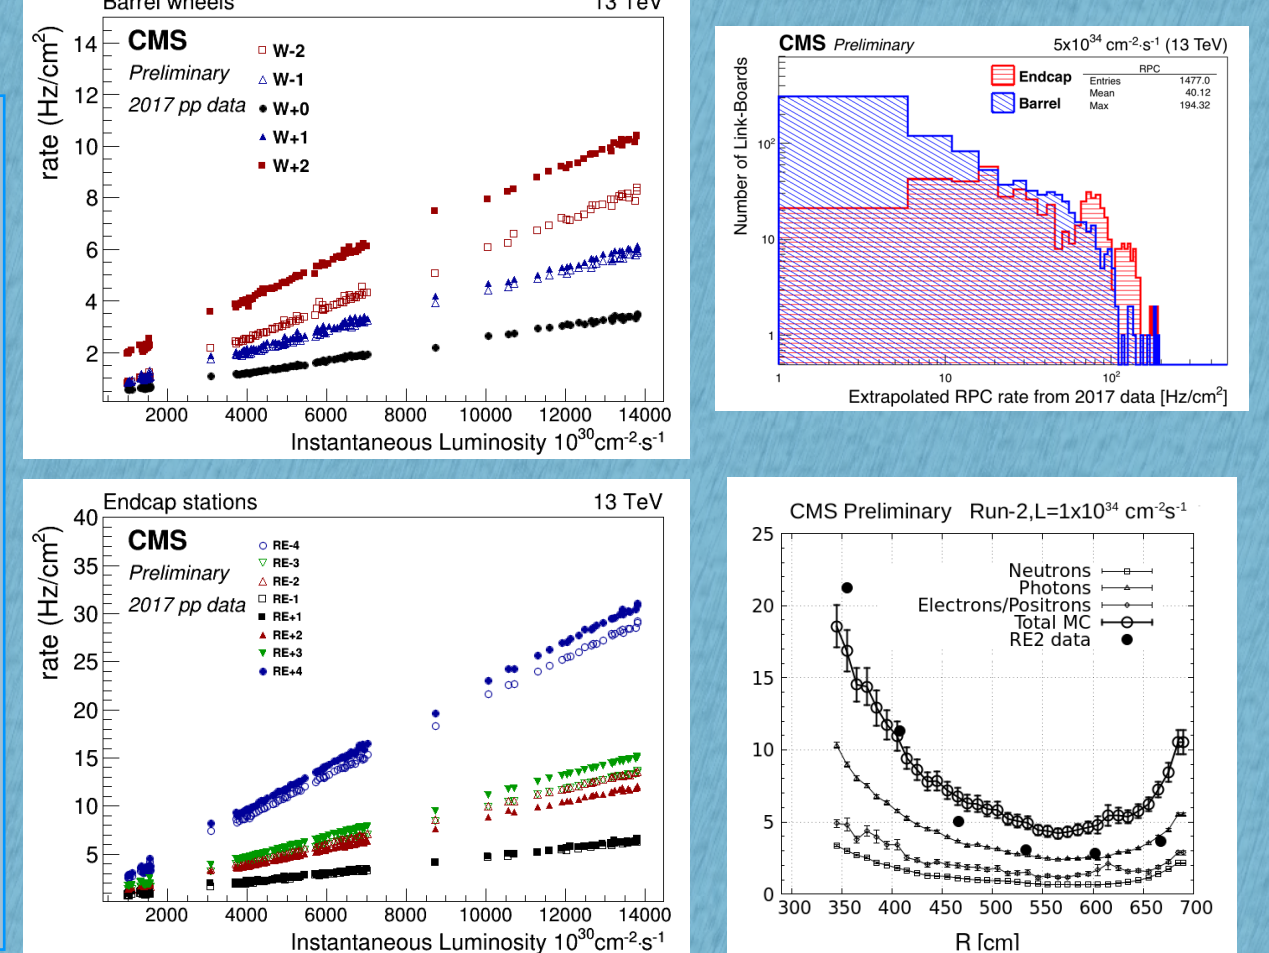 Barrel wheels 13 TeV
CMS
Preliminary
2017 pp data
W-2
W-1
W+0
W+1
W+2
rate (Hz/cm²)
14
12
10
8
6
4
2
2000 4000 6000 8000 10000 12000 14000
Instantaneous Luminosity 10³⁰cm⁻²·s⁻¹
CMS Preliminary 5x10³⁴ cm⁻²·s⁻¹ (13 TeV)
Endcap
Barrel
RPC
Entries 1477.0
Mean 40.12
Max 194.32
Number of Link-Boards
10²
10
1
1 10 10²
Extrapolated RPC rate from 2017 data [Hz/cm²]
Endcap stations 13 TeV
CMS
Preliminary
2017 pp data
RE-4
RE-3
RE-2
RE-1
RE+1
RE+2
RE+3
RE+4
rate (Hz/cm²)
40
35
30
25
20
15
10
5
2000 4000 6000 8000 10000 12000 14000
Instantaneous Luminosity 10³⁰cm⁻²·s⁻¹
CMS Preliminary Run-2,L=1x10³⁴ cm⁻²s⁻¹
Neutrons
Photons
Electrons/Positrons
Total MC
RE2 data
25
20
15
10
5
0
300 350 400 450 500 550 600 650 700
R [cm]